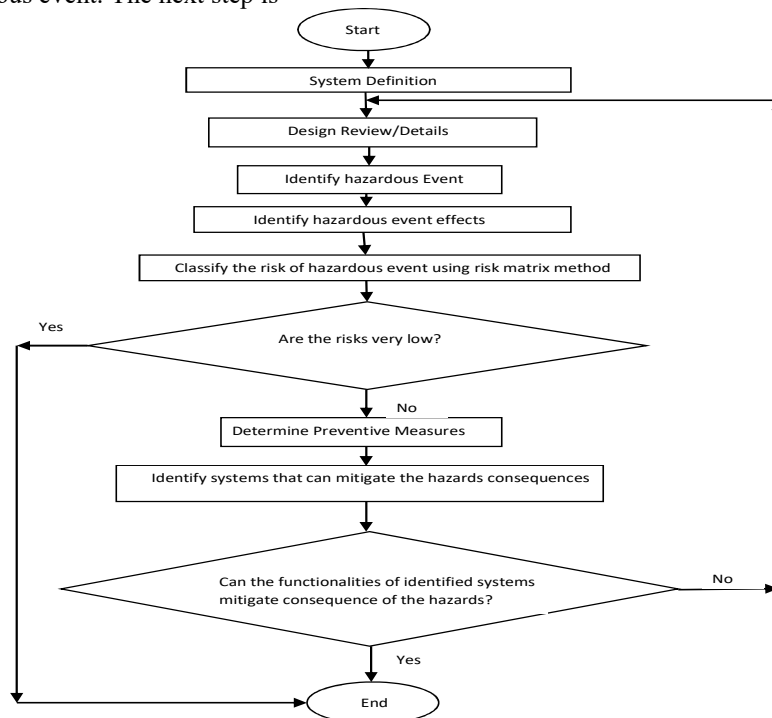 ous event. The next step is
Start
System Definition
Design Review/Details
Identify hazardous Event
Identify hazardous event effects
Classify the risk of hazardous event using risk matrix method
Yes
Are the risks very low?
No
Determine Preventive Measures
Identify systems that can mitigate the hazards consequences
Can the functionalities of identified systems
mitigate consequence of the hazards?
No
Yes
End